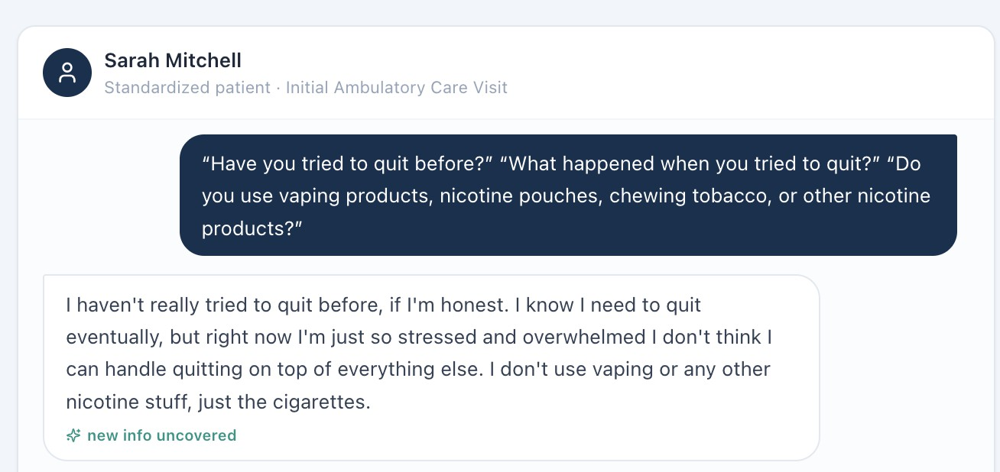 Sarah Mitchell
Standardized patient · Initial Ambulatory Care Visit
“Have you tried to quit before?” “What happened when you tried to quit?” “Do
you use vaping products, nicotine pouches, chewing tobacco, or other nicotine
products?”
I haven't really tried to quit before, if I'm honest. I know I need to quit
eventually, but right now I'm just so stressed and overwhelmed I don't think I
can handle quitting on top of everything else. I don't use vaping or any other
nicotine stuff, just the cigarettes.
new info uncovered